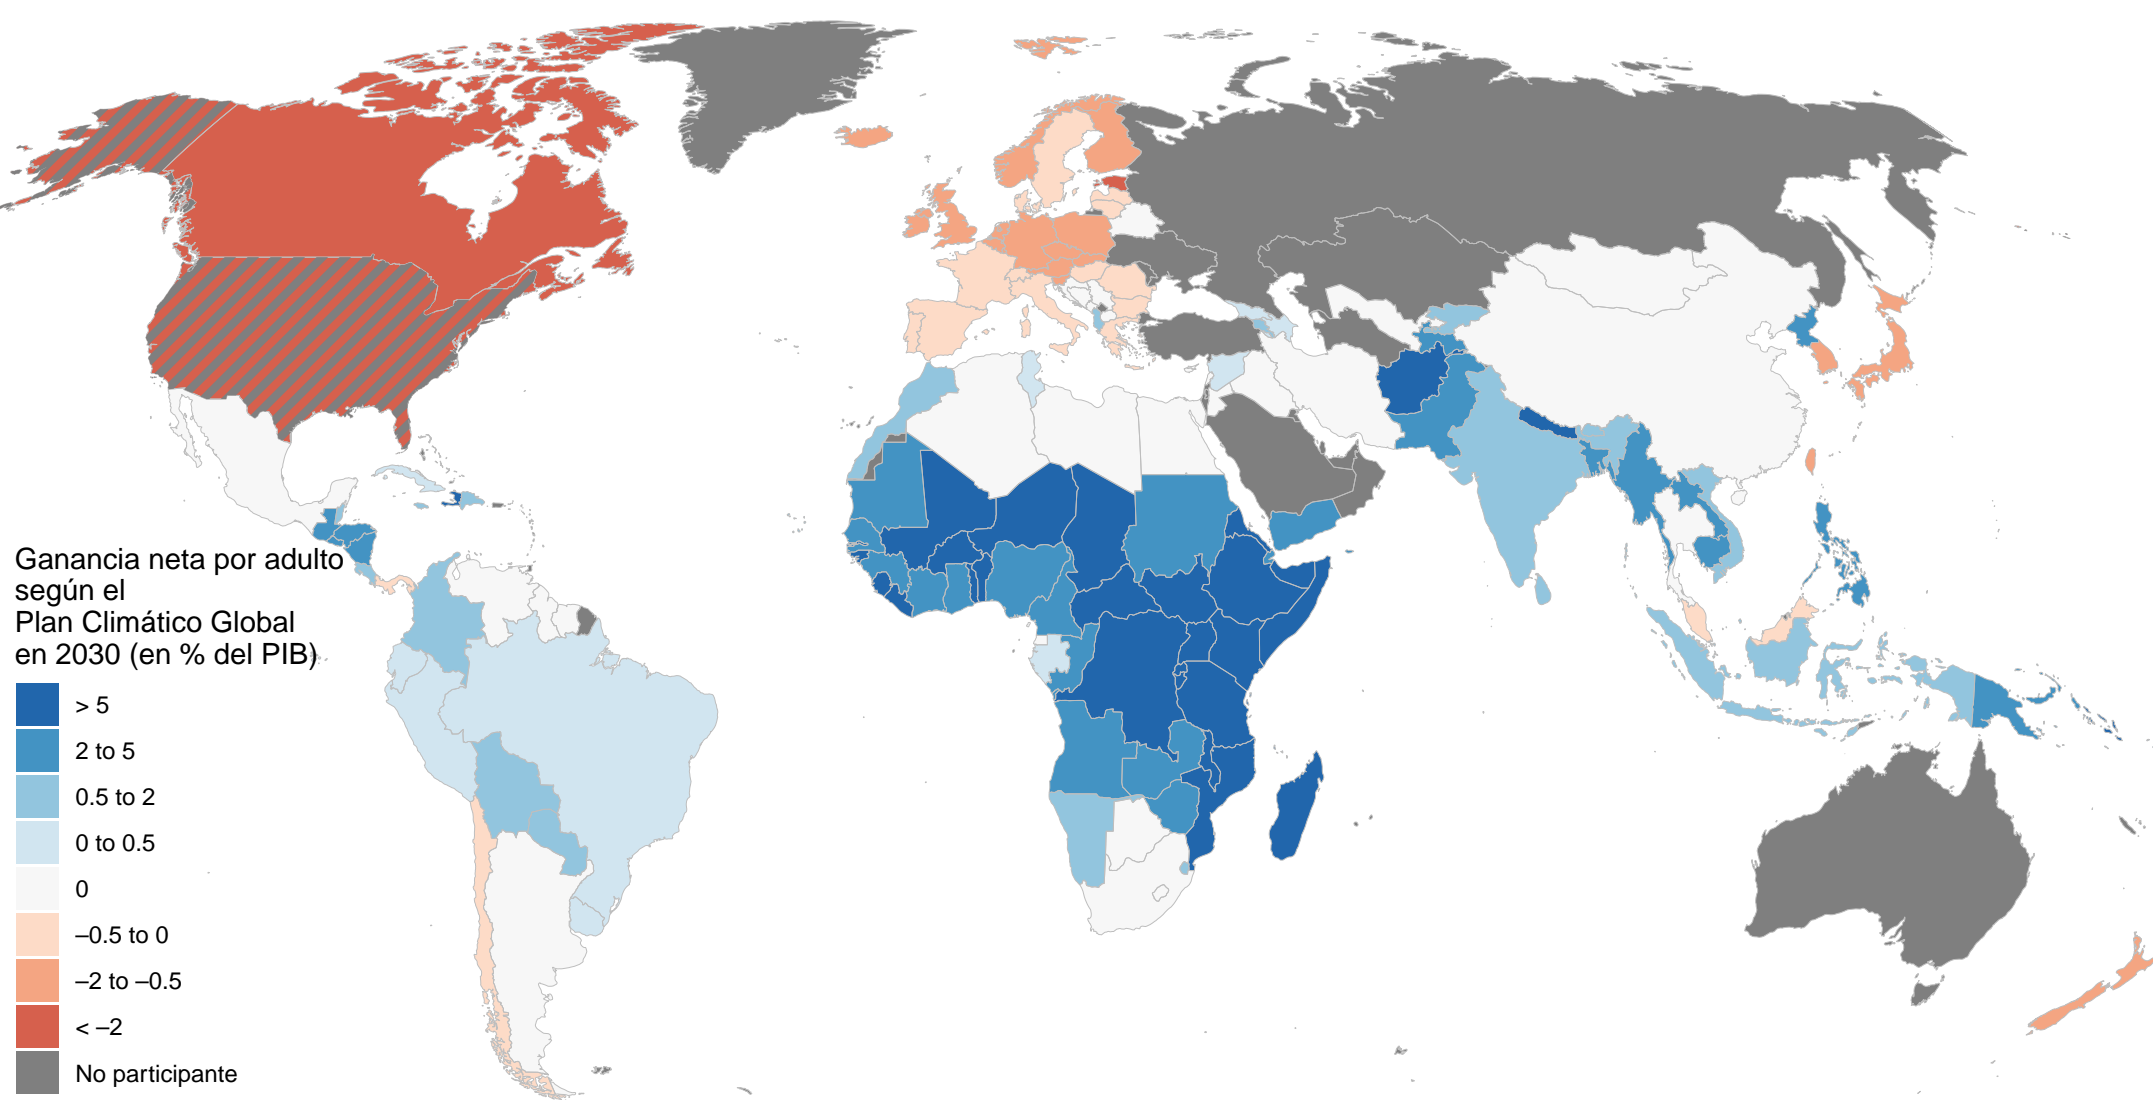 Ganancia neta por adulto
según el
Plan Climático Global
en 2030 (en % del PIB)
> 5
2 to 5
0.5 to 2
0 to 0.5
0
–0.5 to 0
–2 to –0.5
< –2
No participante